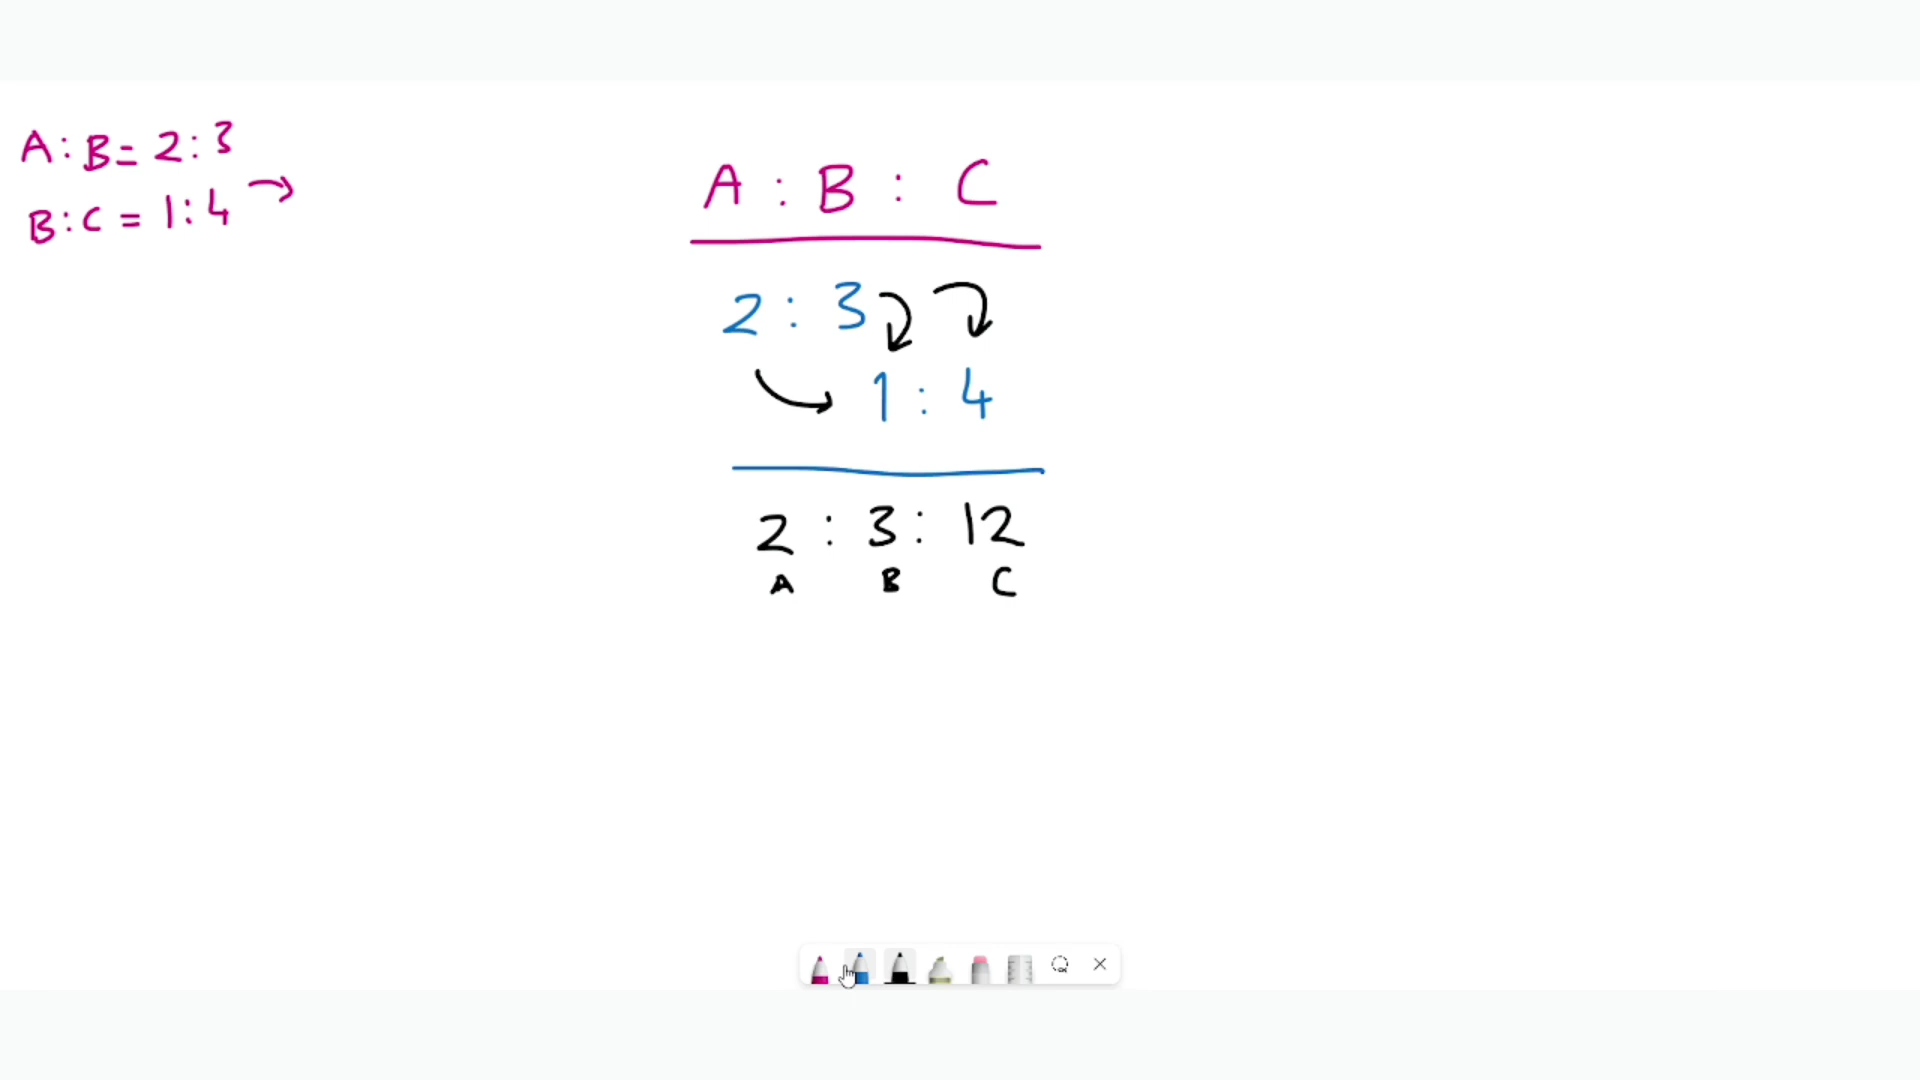 A : B = 2 : 3
B : C = 1 : 4 →
A : B : C
2 : 3
1 : 4
2 : 3 : 12
A B C